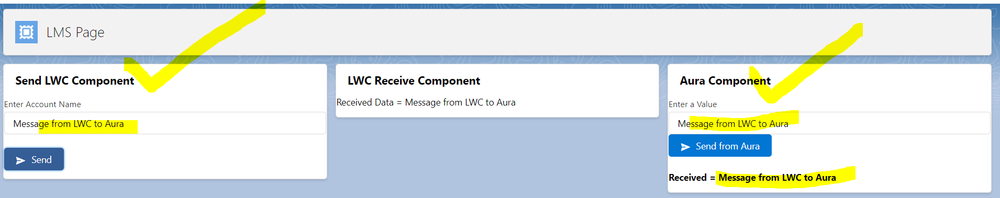 LMS Page
Send LWC Component
Enter Account Name
Message from LWC to Aura
Send
LWC Receive Component
Received Data = Message from LWC to Aura
Aura Component
Enter a Value
Message from LWC to Aura
Send from Aura
Received = Message from LWC to Aura